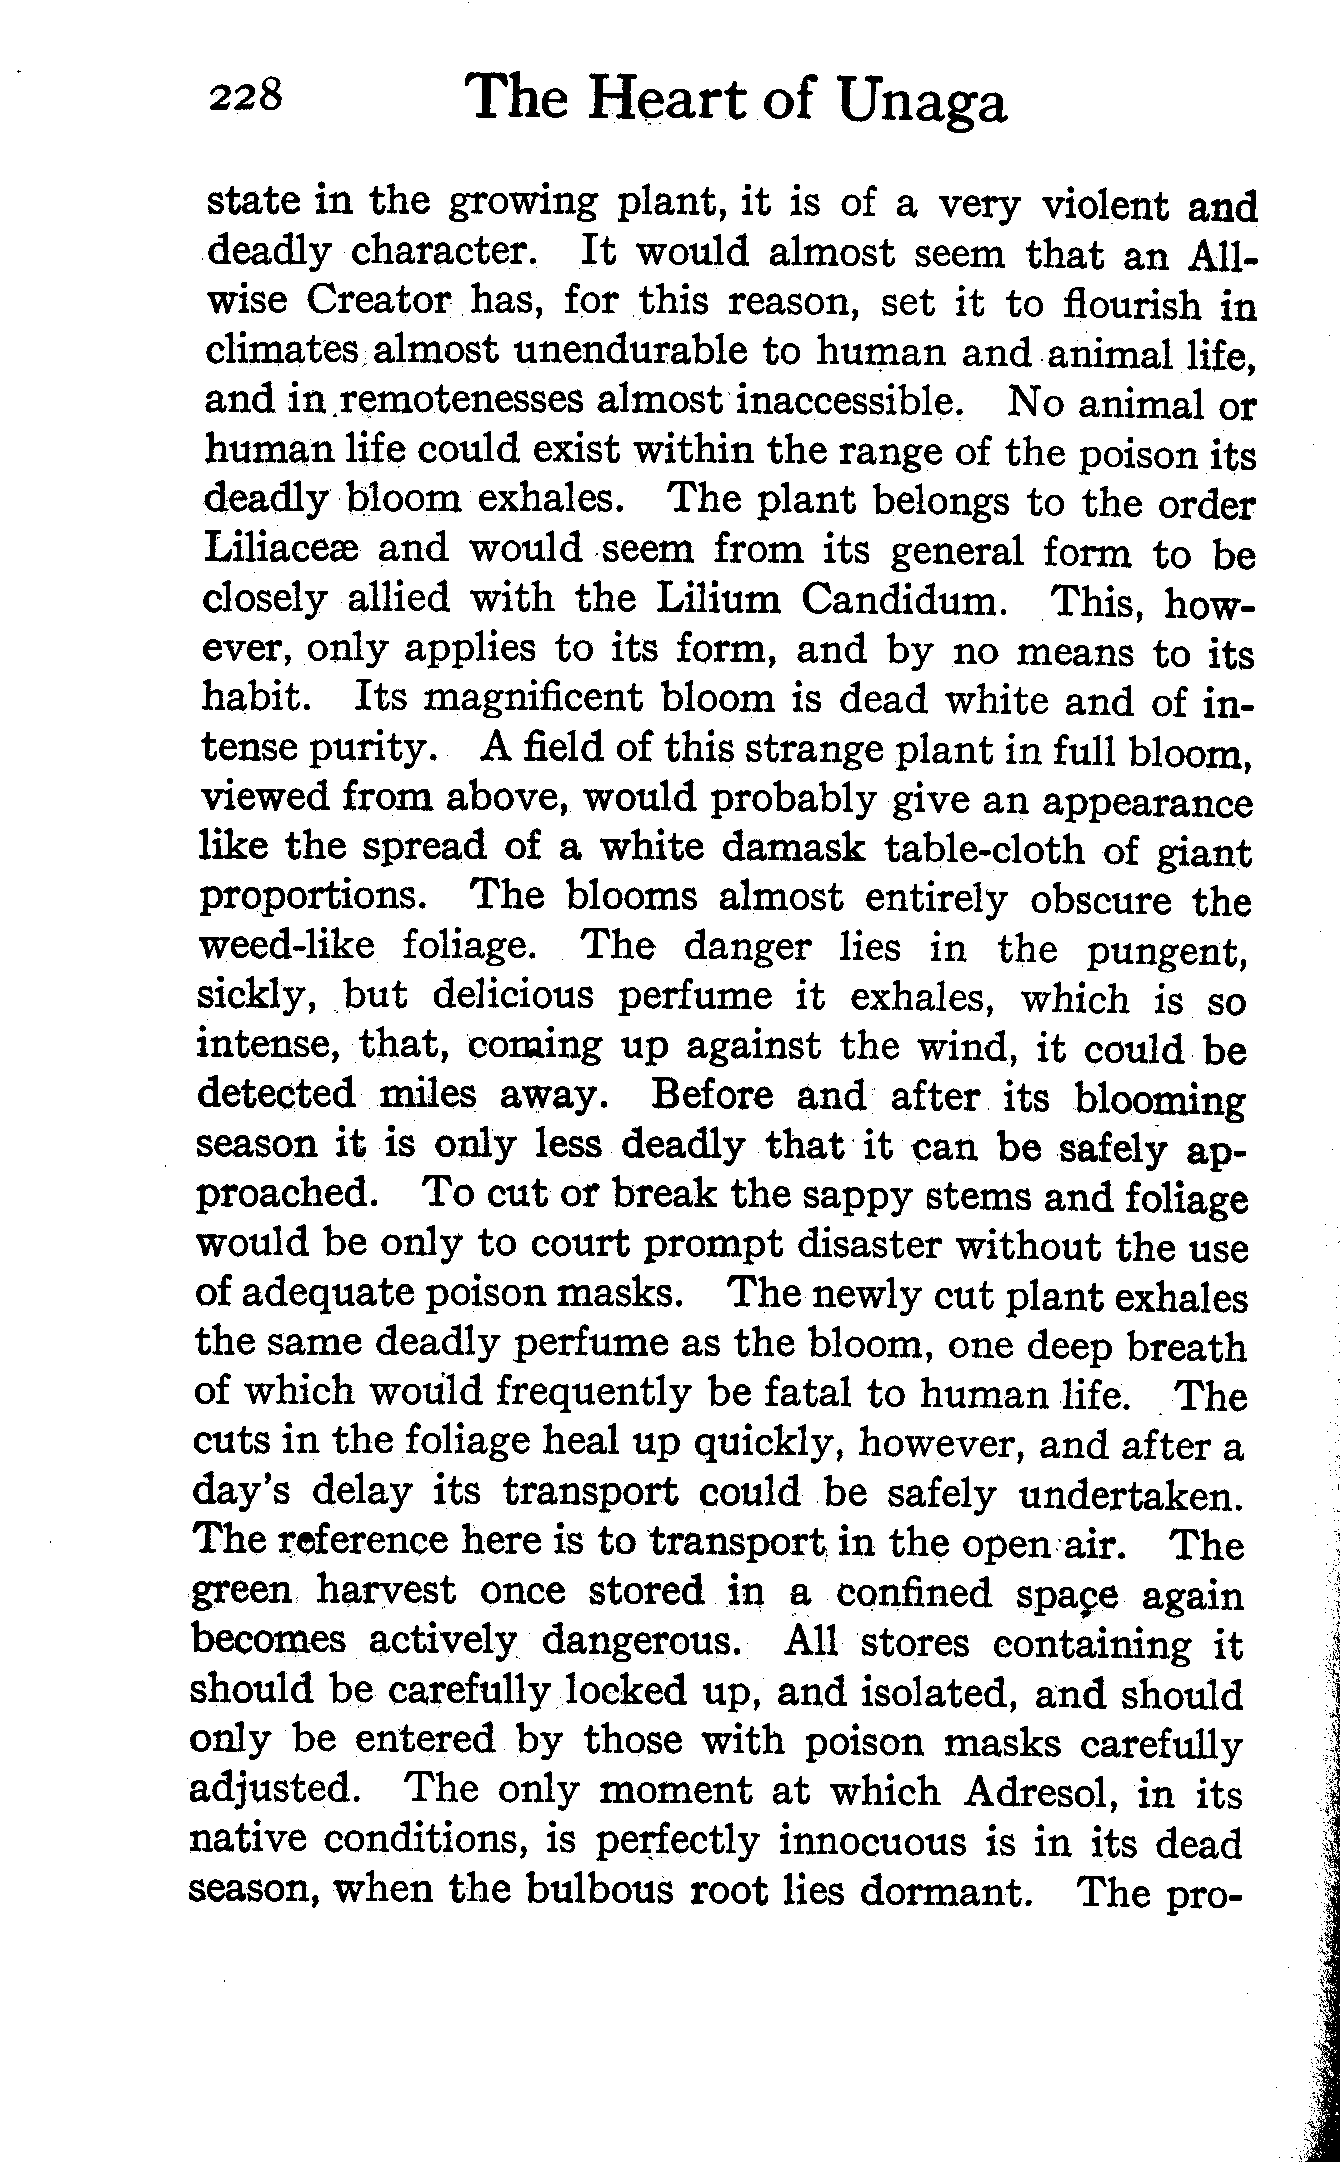 228 The Heart of Unaga
state in the growing plant, it is of a very violent and
deadly character. It would almost seem that an All-
wise Creator has, for this reason, set it to flourish in
climates almost unendurable to human and animal life,
and in remotenesses almost inaccessible. No animal or
human life could exist within the range of the poison its
deadly bloom exhales. The plant belongs to the order
Liliaceæ and would seem from its general form to be
closely allied with the Lilium Candidum. This, how-
ever, only applies to its form, and by no means to its
habit. Its magnificent bloom is dead white and of in-
tense purity. A field of this strange plant in full bloom,
viewed from above, would probably give an appearance
like the spread of a white damask table-cloth of giant
proportions. The blooms almost entirely obscure the
weed-like foliage. The danger lies in the pungent,
sickly, but delicious perfume it exhales, which is so
intense, that, coming up against the wind, it could be
detected miles away. Before and after its blooming
season it is only less deadly that it can be safely ap-
proached. To cut or break the sappy stems and foliage
would be only to court prompt disaster without the use
of adequate poison masks. The newly cut plant exhales
the same deadly perfume as the bloom, one deep breath
of which would frequently be fatal to human life. The
cuts in the foliage heal up quickly, however, and after a
day's delay its transport could be safely undertaken.
The reference here is to transport in the open air. The
green harvest once stored in a confined space again
becomes actively dangerous. All stores containing it
should be carefully locked up, and isolated, and should
only be entered by those with poison masks carefully
adjusted. The only moment at which Adresol, in its
native conditions, is perfectly innocuous is in its dead
season, when the bulbous root lies dormant. The pro-